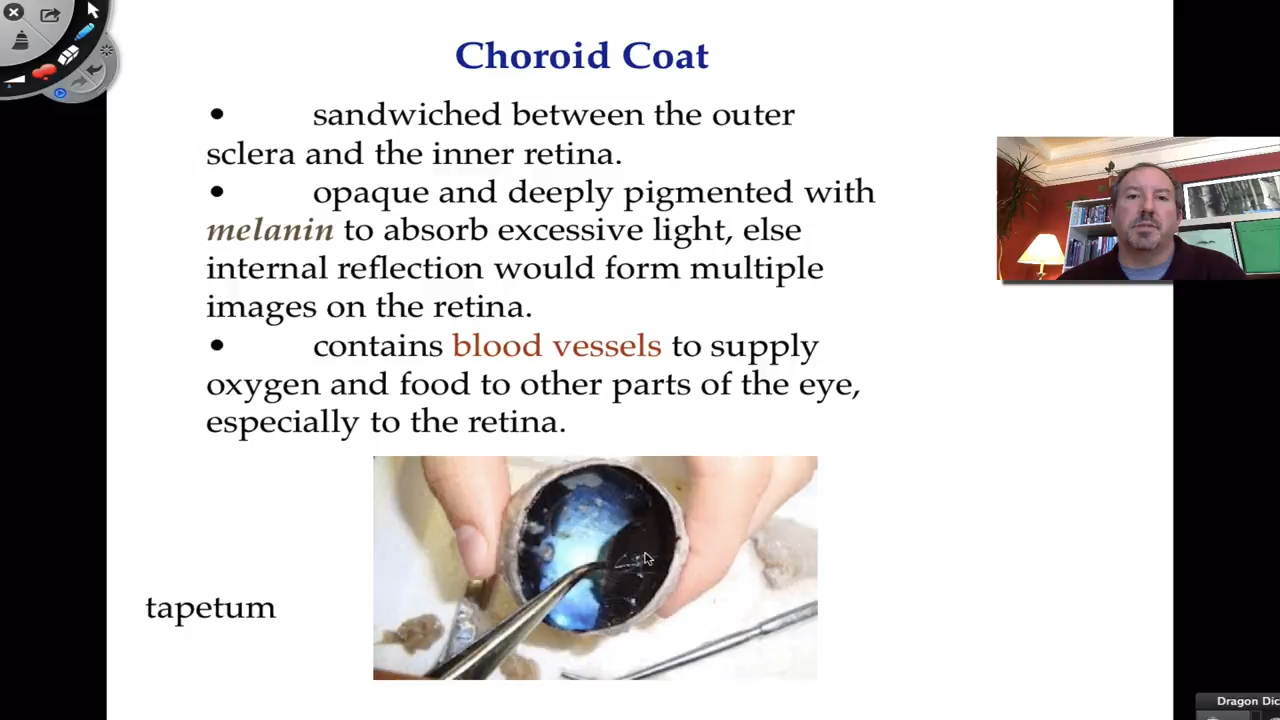 Choroid Coat
• sandwiched between the outer
sclera and the inner retina.
• opaque and deeply pigmented with
melanin to absorb excessive light, else
internal reflection would form multiple
images on the retina.
• contains blood vessels to supply
oxygen and food to other parts of the eye,
especially to the retina.
tapetum
Dragon Dic